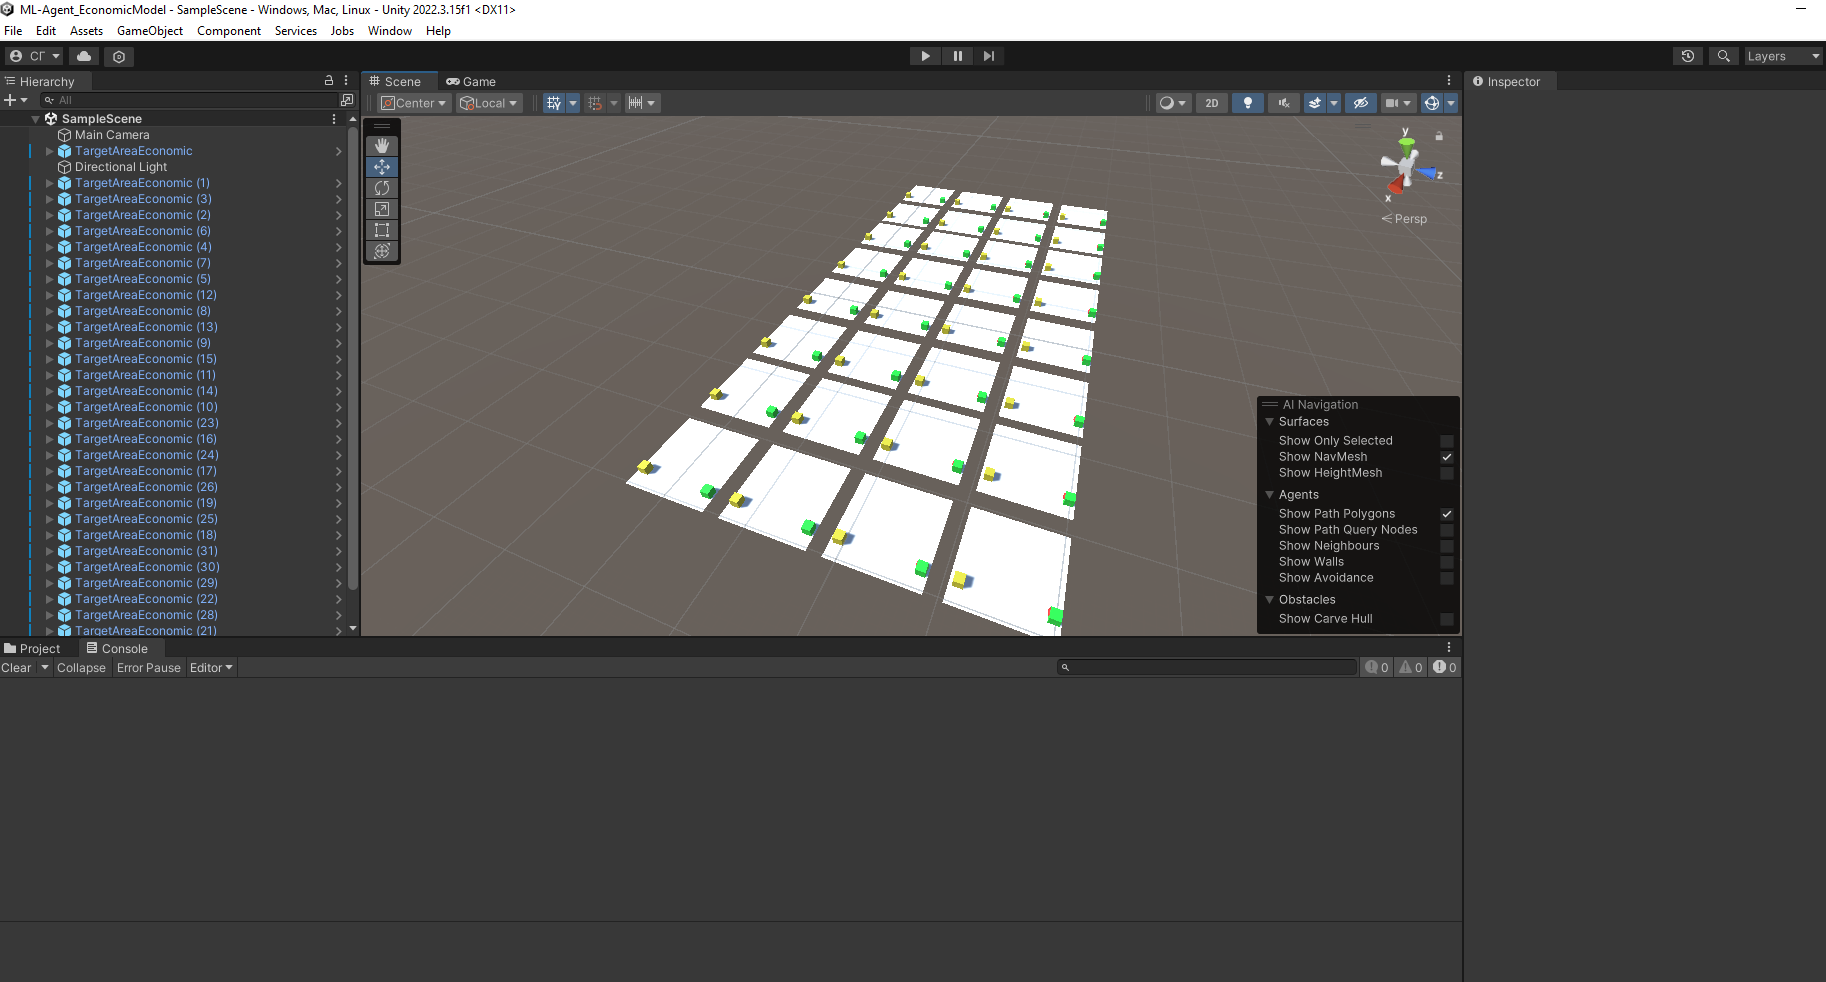 ML-Agent_EconomicModel - SampleScene - Windows, Mac, Linux - Unity 2022.3.15f1 <DX11>
File Edit Assets GameObject Component Services Jobs Window Help
СГ
Layers
Hierarchy
All
SampleScene
Main Camera
TargetAreaEconomic
Directional Light
TargetAreaEconomic (1)
TargetAreaEconomic (3)
TargetAreaEconomic (2)
TargetAreaEconomic (6)
TargetAreaEconomic (4)
TargetAreaEconomic (7)
TargetAreaEconomic (5)
TargetAreaEconomic (12)
TargetAreaEconomic (8)
TargetAreaEconomic (13)
TargetAreaEconomic (9)
TargetAreaEconomic (15)
TargetAreaEconomic (11)
TargetAreaEconomic (14)
TargetAreaEconomic (10)
TargetAreaEconomic (23)
TargetAreaEconomic (16)
TargetAreaEconomic (24)
TargetAreaEconomic (17)
TargetAreaEconomic (26)
TargetAreaEconomic (19)
TargetAreaEconomic (25)
TargetAreaEconomic (18)
TargetAreaEconomic (31)
TargetAreaEconomic (30)
TargetAreaEconomic (29)
TargetAreaEconomic (22)
TargetAreaEconomic (28)
TargetAreaEconomic (21)
Scene Game
Center Local 2D
y
z
x
Persp
AI Navigation
Surfaces
Show Only Selected
Show NavMesh
Show HeightMesh
Agents
Show Path Polygons
Show Path Query Nodes
Show Neighbours
Show Walls
Show Avoidance
Obstacles
Show Carve Hull
Inspector
Project Console
Clear Collapse Error Pause Editor 0 0 0